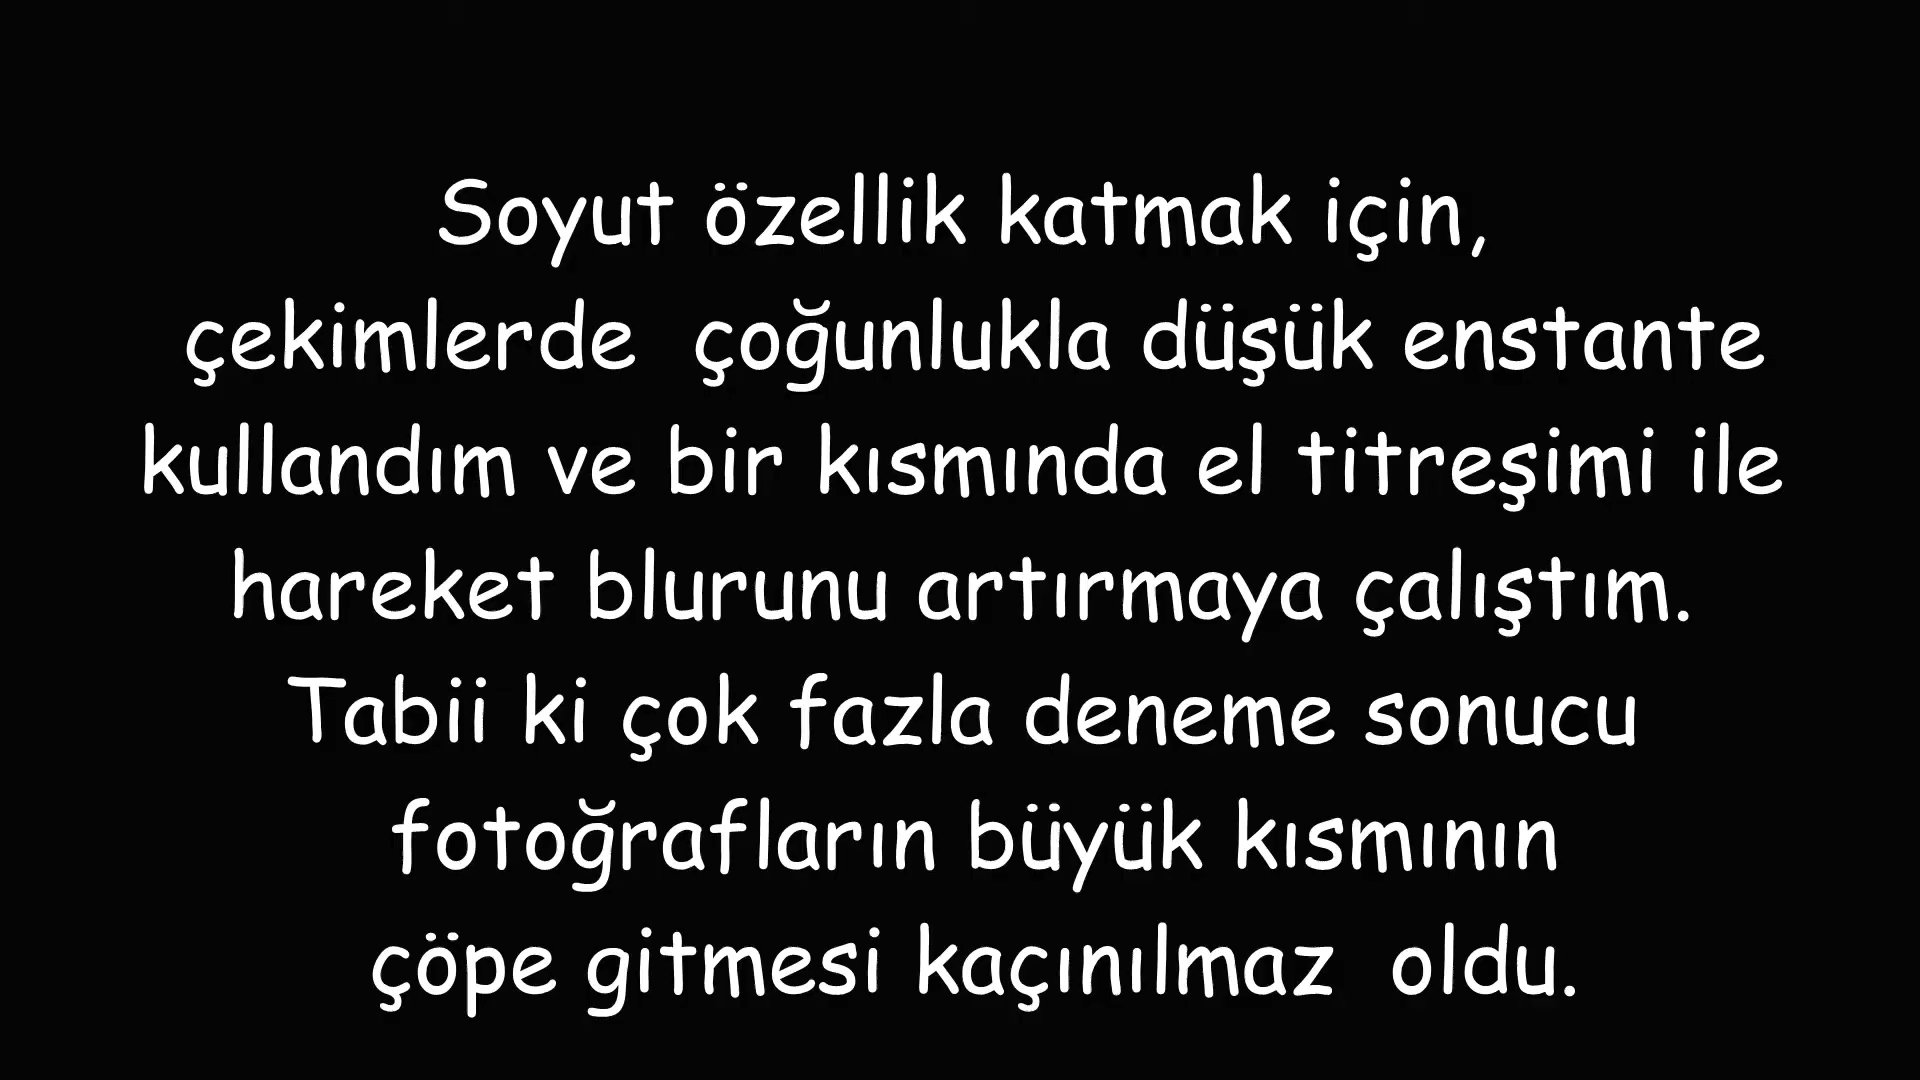 Soyut özellik katmak için,
çekimlerde  çoğunlukla düşük enstante
kullandım ve bir kısmında el titreşimi ile
hareket blurunu artırmaya çalıştım.
Tabii ki çok fazla deneme sonucu
fotoğrafların büyük kısmının
çöpe gitmesi kaçınılmaz  oldu.